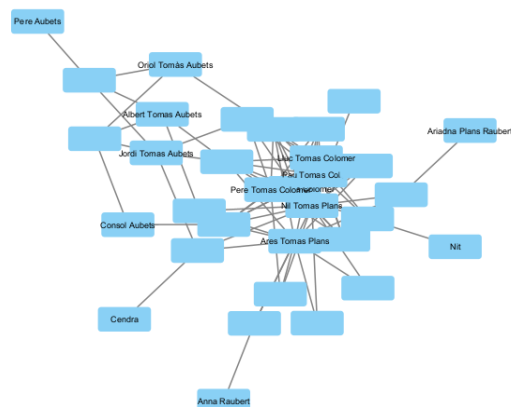 Pere Aubets
Oriol Tomàs Aubets
Albert Tomas Aubets
Ariadna Plans Raubert
Jordi Tomas Aubets
Lluc Tomas Colomer
Pau Tomas Col
Pere Tomas Colomer
Nil Tomas Plans
Consol Aubets
Ares Tomas Plans
Nit
Cendra
Anna Raubert